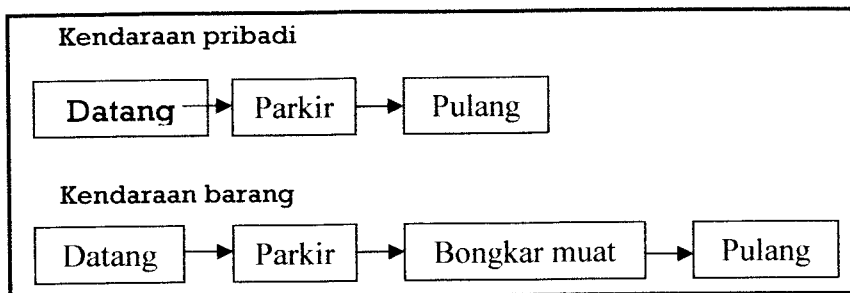 Kendaraan pribadi
Datang Parkir Pulang
Kendaraan barang
Datang Parkir Bongkar muat Pulang